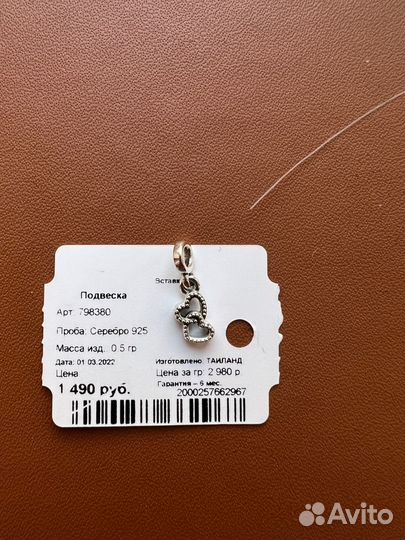 Встав
Подвеска
Арт. 798380
Проба: Серебро 925
Масса изд.: 0.5 гр
Дата: 01.03.2022
Изготовлено: ТАИЛАНД
Цена
Цена за гр: 2 980 р.
1 490 руб.
Гарантия – 6 мес.
2000257662967
Avito